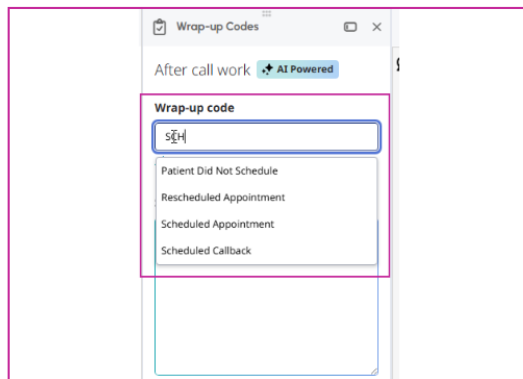 Wrap-up Codes
After call work AI Powered
Wrap-up code
SCH
Patient Did Not Schedule
Rescheduled Appointment
Scheduled Appointment
Scheduled Callback